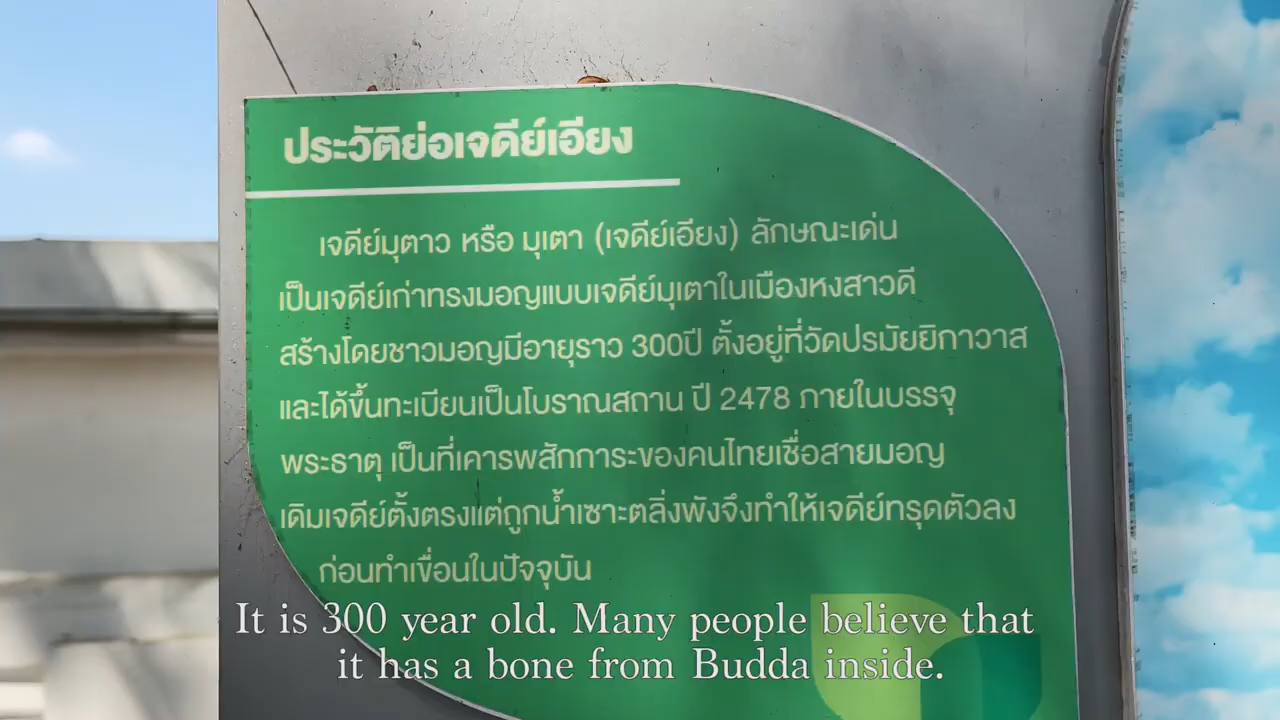 ประวัติย่อเจดีย์เอียง
เจดีย์มุตาว หรือ มุเตา (เจดีย์เอียง) ลักษณะเด่น
เป็นเจดีย์เก่าทรงมอญแบบเจดีย์มุเตาในเมืองหงสาวดี
สร้างโดยชาวมอญมีอายุราว 300ปี ตั้งอยู่ที่วัดปรมัยยิกาวาส
และได้ขึ้นทะเบียนเป็นโบราณสถาน ปี 2478 ภายในบรรจุ
พระธาตุ เป็นที่เคารพสักการะของคนไทยเชื่อสายมอญ
เดิมเจดีย์ตั้งตรงแต่ถูกน้ำเซาะตลิ่งพังจึงทำให้เจดีย์ทรุดตัวลง
ก่อนทำเขื่อนในปัจจุบัน
It is 300 year old. Many people believe that
it has a bone from Budda inside.